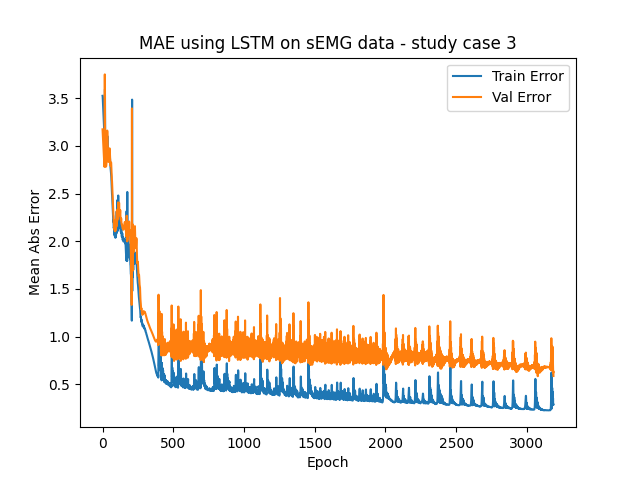 MAE using LSTM on sEMG data - study case 3
Train Error
Val Error
Mean Abs Error
3.5
3.0
2.5
2.0
1.5
1.0
0.5
0 500 1000 1500 2000 2500 3000
Epoch